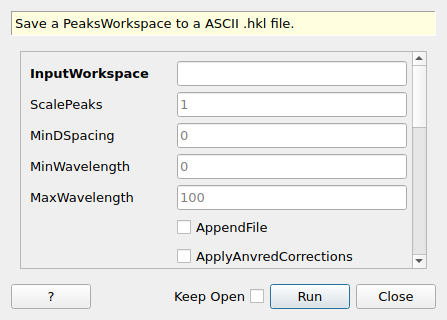 Save a PeaksWorkspace to a ASCII .hkl file.
InputWorkspace
ScalePeaks 1
MinDSpacing 0
MinWavelength 0
MaxWavelength 100
AppendFile
ApplyAnvredCorrections
? Keep Open Run Close